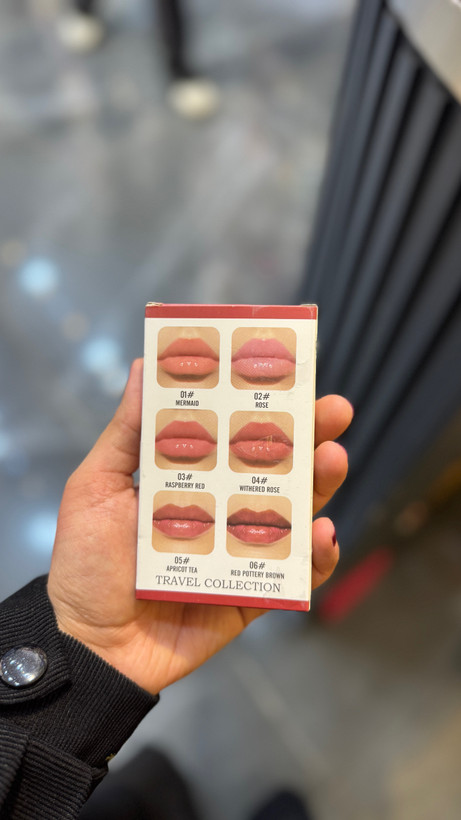 01# 02#
MERMAID ROSE
03# 04#
RASPBERRY RED WITHERED ROSE
05# 06#
APRICOT TEA RED POTTERY BROWN
TRAVEL COLLECTION